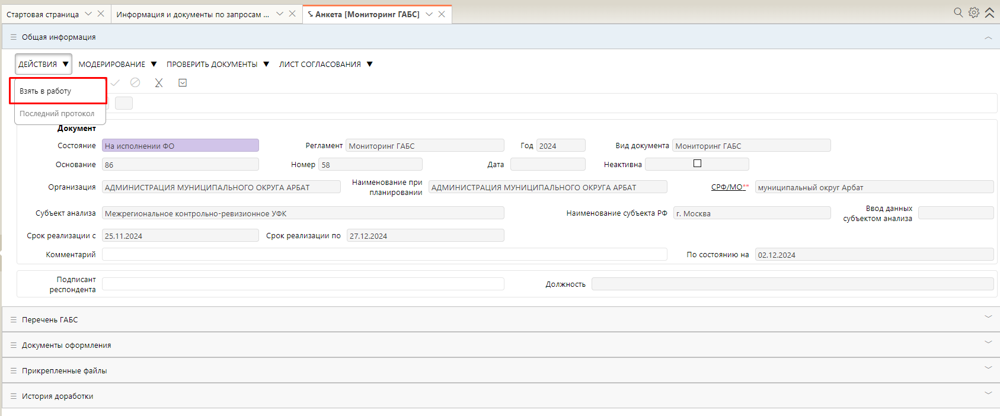 Стартовая страница
Информация и документы по запросам ...
Анкета [Мониторинг ГАБС]
Общая информация
ДЕЙСТВИЯ ▼ МОДЕРИРОВАНИЕ ▼ ПРОВЕРИТЬ ДОКУМЕНТЫ ▼ ЛИСТ СОГЛАСОВАНИЯ ▼
Взять в работу
Последний протокол
Документ
Состояние На исполнении ФО Регламент Мониторинг ГАБС Год 2024 Вид документа Мониторинг ГАБС
Основание 86 Номер 58 Дата Неактивна
Организация АДМИНИСТРАЦИЯ МУНИЦИПАЛЬНОГО ОКРУГА АРБАТ
Наименование при
планировании
АДМИНИСТРАЦИЯ МУНИЦИПАЛЬНОГО ОКРУГА АРБАТ
СРФ/МО** муниципальный округ Арбат
Субъект анализа Межрегиональное контрольно-ревизионное УФК
Наименование субъекта РФ г. Москва
Ввод данных
субъектом анализа
Срок реализации с 25.11.2024 Срок реализации по 27.12.2024
Комментарий По состоянию на 02.12.2024
Подписант
респондента
Должность
Перечень ГАБС
Документы оформления
Прикрепленные файлы
История доработки